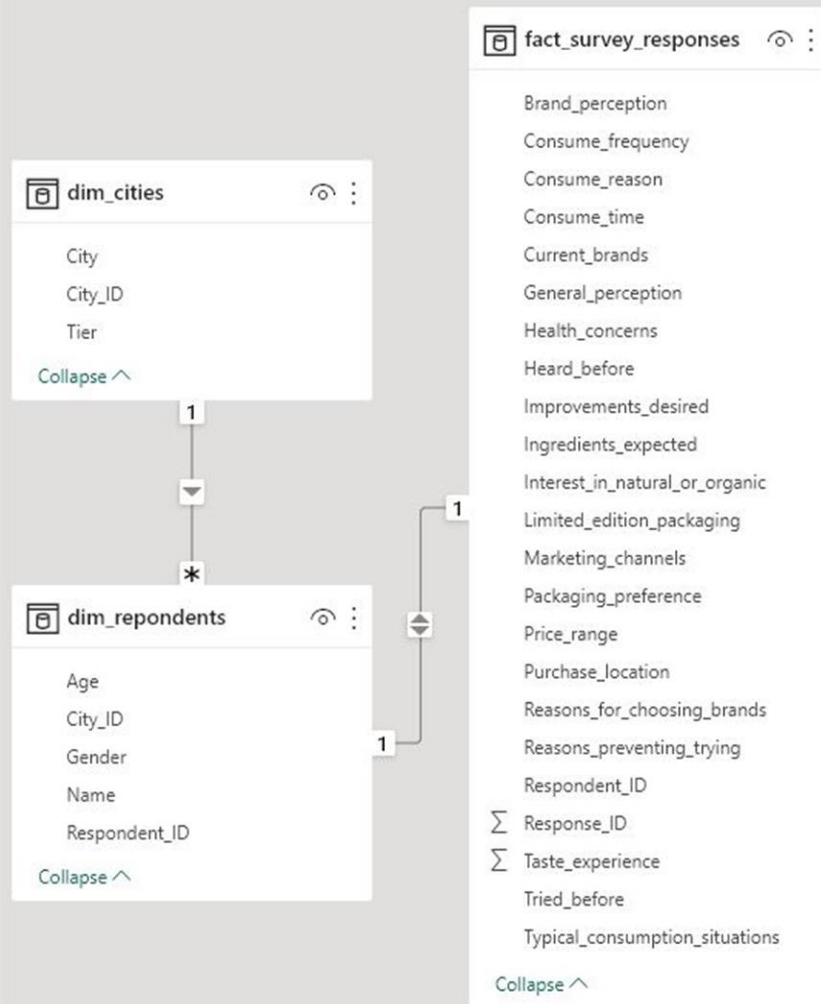 dim_cities
City
City_ID
Tier
Collapse
1
*
dim_repondents
Age
City_ID
Gender
Name
Respondent_ID
Collapse
1
1
fact_survey_responses
Brand_perception
Consume_frequency
Consume_reason
Consume_time
Current_brands
General_perception
Health_concerns
Heard_before
Improvements_desired
Ingredients_expected
Interest_in_natural_or_organic
Limited_edition_packaging
Marketing_channels
Packaging_preference
Price_range
Purchase_location
Reasons_for_choosing_brands
Reasons_preventing_trying
Respondent_ID
Σ Response_ID
Σ Taste_experience
Tried_before
Typical_consumption_situations
Collapse